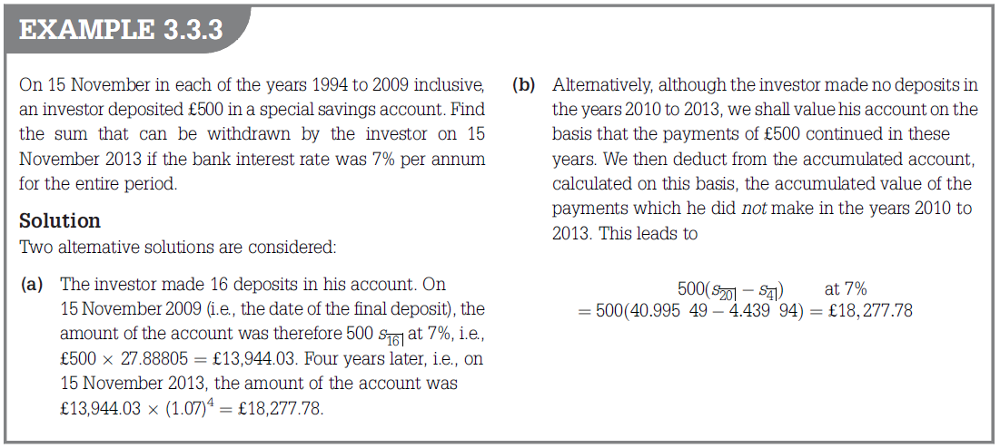 EXAMPLE 3.3.3
On 15 November in each of the years 1994 to 2009 inclusive,
an investor deposited £500 in a special savings account. Find
the sum that can be withdrawn by the investor on 15
November 2013 if the bank interest rate was 7% per annum
for the entire period.
Solution
Two alternative solutions are considered:
(a) The investor made 16 deposits in his account. On
15 November 2009 (i.e., the date of the final deposit), the
amount of the account was therefore 500 s_{\overline{16}|} at 7%, i.e.,
£500 × 27.88805 = £13,944.03. Four years later, i.e., on
15 November 2013, the amount of the account was
£13,944.03 × (1.07)⁴ = £18,277.78.
(b) Alternatively, although the investor made no deposits in
the years 2010 to 2013, we shall value his account on the
basis that the payments of £500 continued in these
years. We then deduct from the accumulated account,
calculated on this basis, the accumulated value of the
payments which he did not make in the years 2010 to
2013. This leads to
500(s_{\overline{20}|} − s_{\overline{4}|}) at 7%
= 500(40.995 49 − 4.439 94) = £18, 277.78